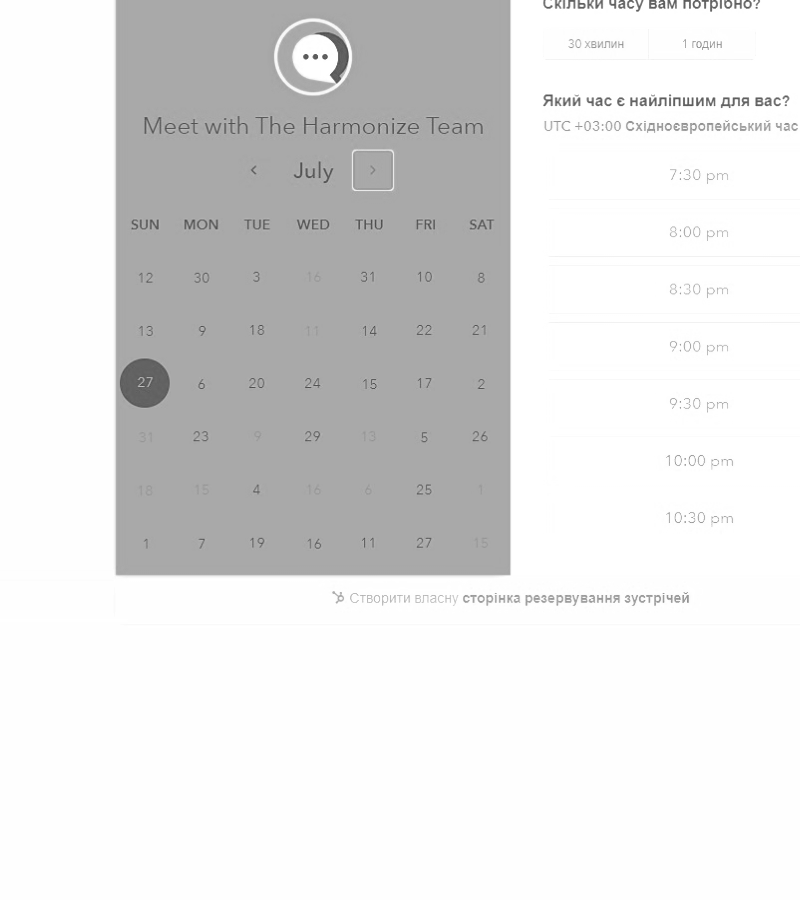 Скільки часу вам потрібно?
30 хвилин 1 годин
Який час є найліпшим для вас?
UTC +03:00 Східноєвропейський час
7:30 pm
8:00 pm
8:30 pm
9:00 pm
9:30 pm
10:00 pm
10:30 pm
Meet with The Harmonize Team
July
SUN MON TUE WED THU FRI SAT
12 30 3 16 31 10 8
13 9 18 11 14 22 21
27 6 20 24 15 17 2
31 23 9 29 13 5 26
18 15 4 16 6 25 1
1 7 19 16 11 27 15
Створити власну сторінка резервування зустрічей